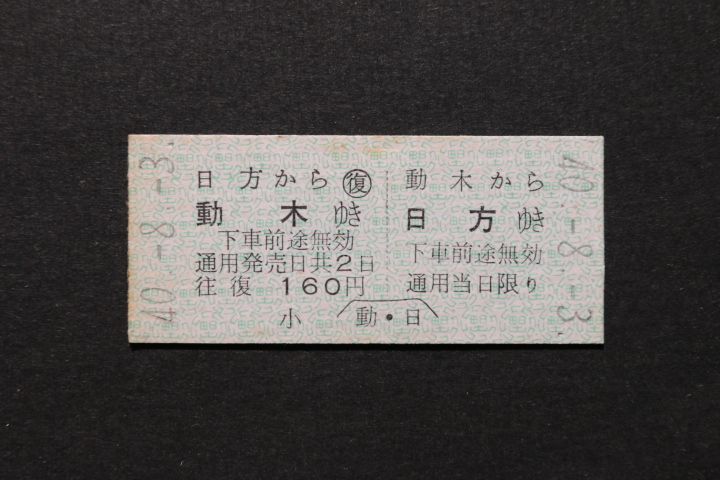 40.-8.-3.
日方から ㊝復
動木ゆき
下車前途無効
通用発売日共2日
往復 160円
小 動・日
動木から
日方ゆき
下車前途無効
通用当日限り
40.-8.-3